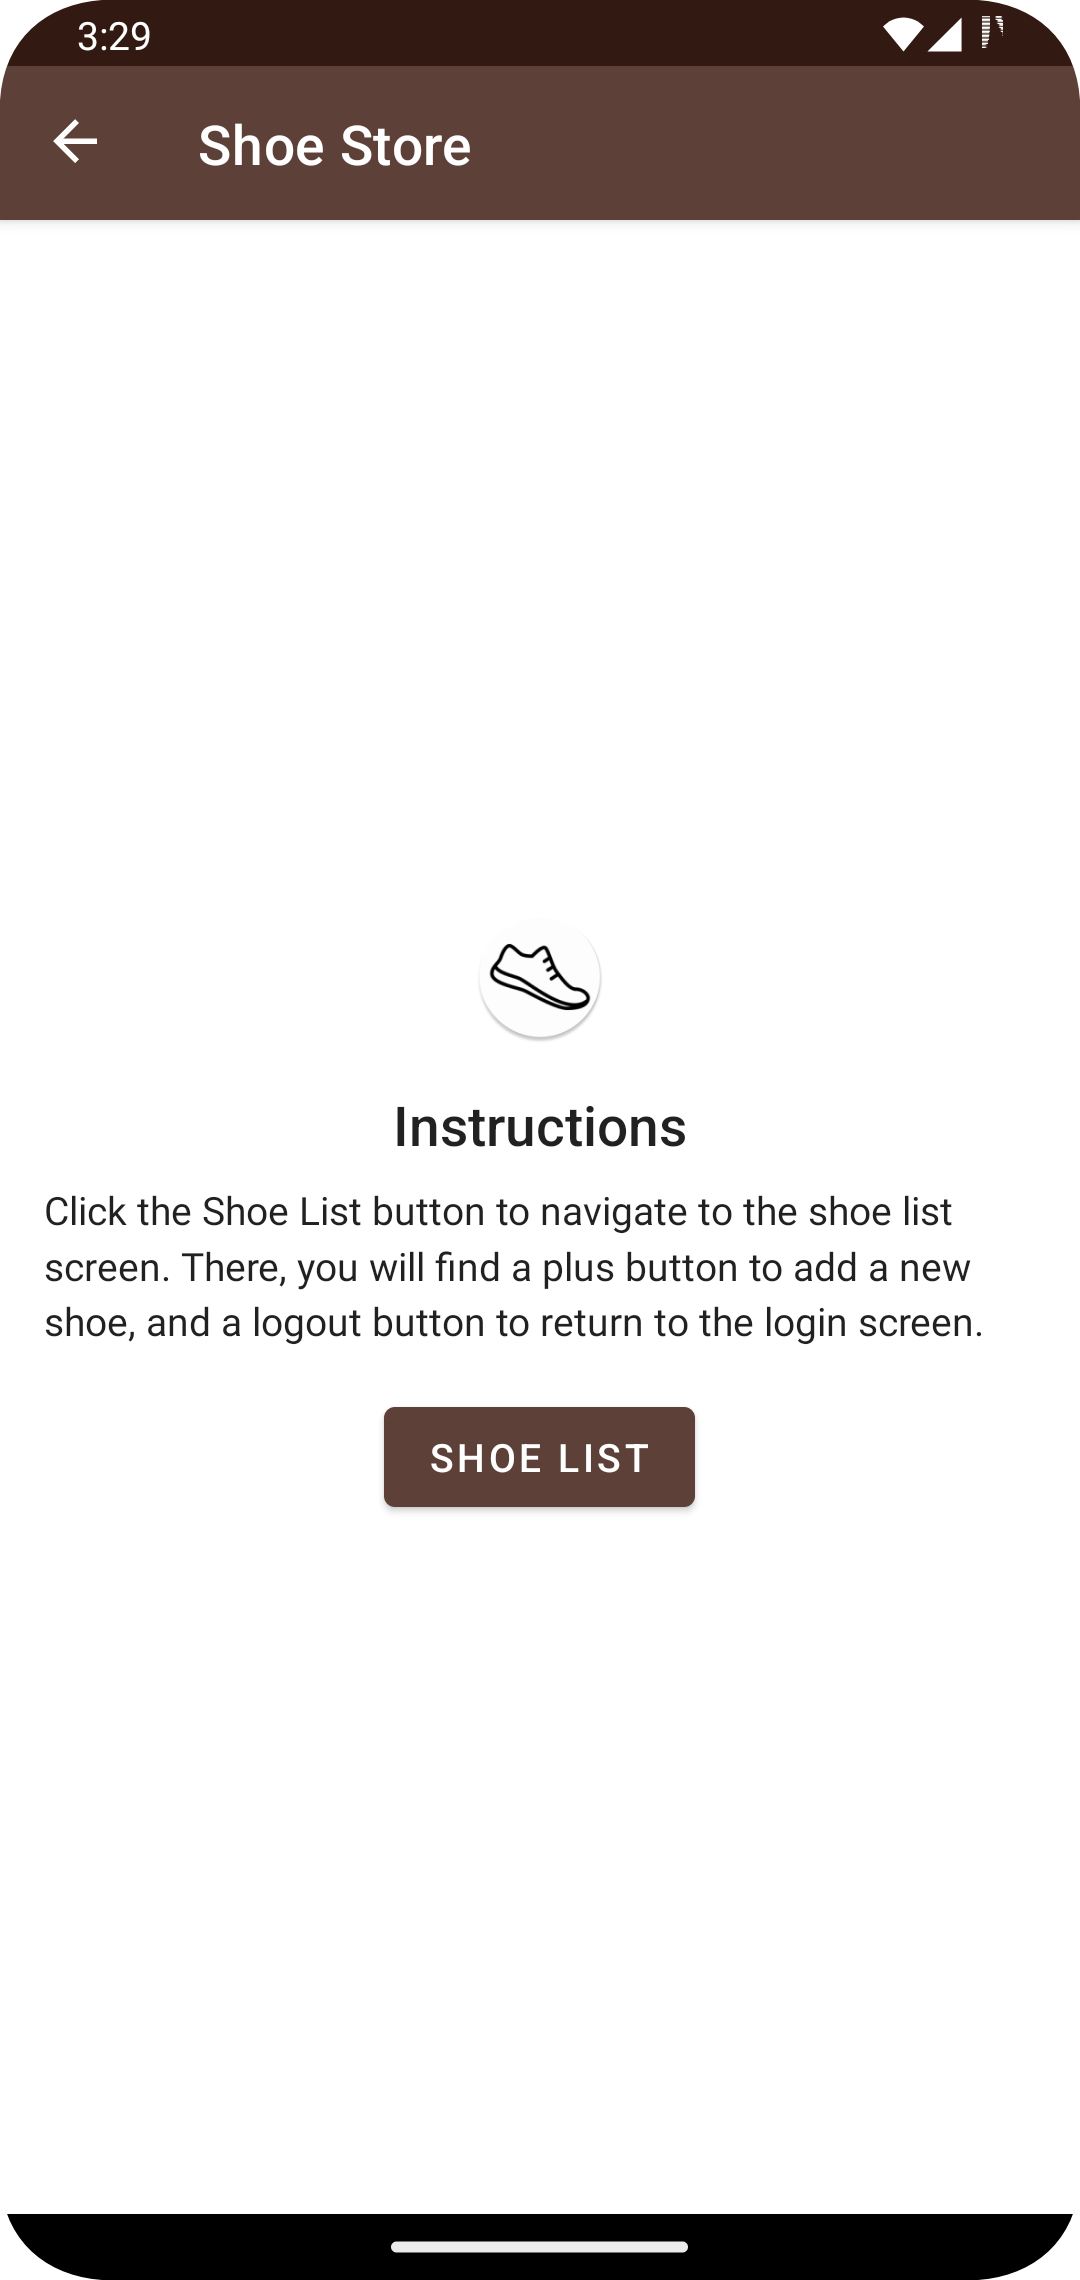 3:29
Shoe Store
Instructions
Click the Shoe List button to navigate to the shoe list
screen. There, you will find a plus button to add a new
shoe, and a logout button to return to the login screen.
SHOE LIST